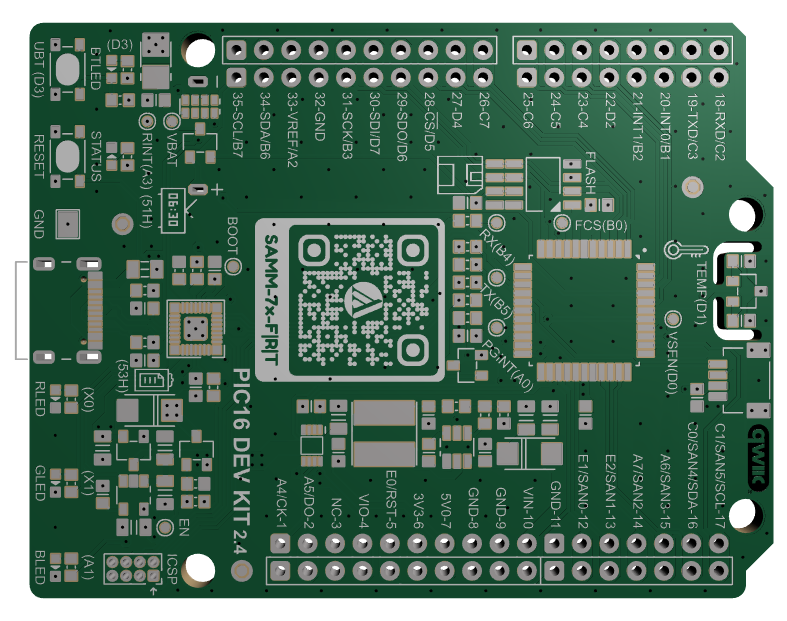 UBT (D3)
BTLED
(D3)
RESET
STATUS
RINT(A3)
(51H)
VBAT
GND
06:30
BOOT
35-SCL/B7
34-SDA/B6
33-VREF/A2
32-GND
31-SCK/B3
30-SDI/D7
29-SDO/D6
28-CS/D5
27-D4
26-C7
25-C6
24-C5
23-C4
22-D2
21-INT1/B2
20-INT0/B1
19-TXD/C3
18-RXD/C2
FLASH
FCS(B0)
RX(B4)
TX(B5)
PGINT(A0)
TEMP(D1)
VSEN(D0)
SAMM-7x-FIRIT
(53H)
RLED
(X0)
GLED
(X1)
BLED
(A1)
EN
ICSP
PIC16 DEV KIT 2.4
A4/CK-1
A5/DO-2
NC-3
VIO-4
E0/RST-5
3V3-6
5V0-7
GND-8
GND-9
VIN-10
GND-11
E1/SAN0-12
E2/SAN1-13
A7/SAN2-14
A6/SAN3-15
C0/SAN4/SDA-16
C1/SAN5/SCL-17
qwiic